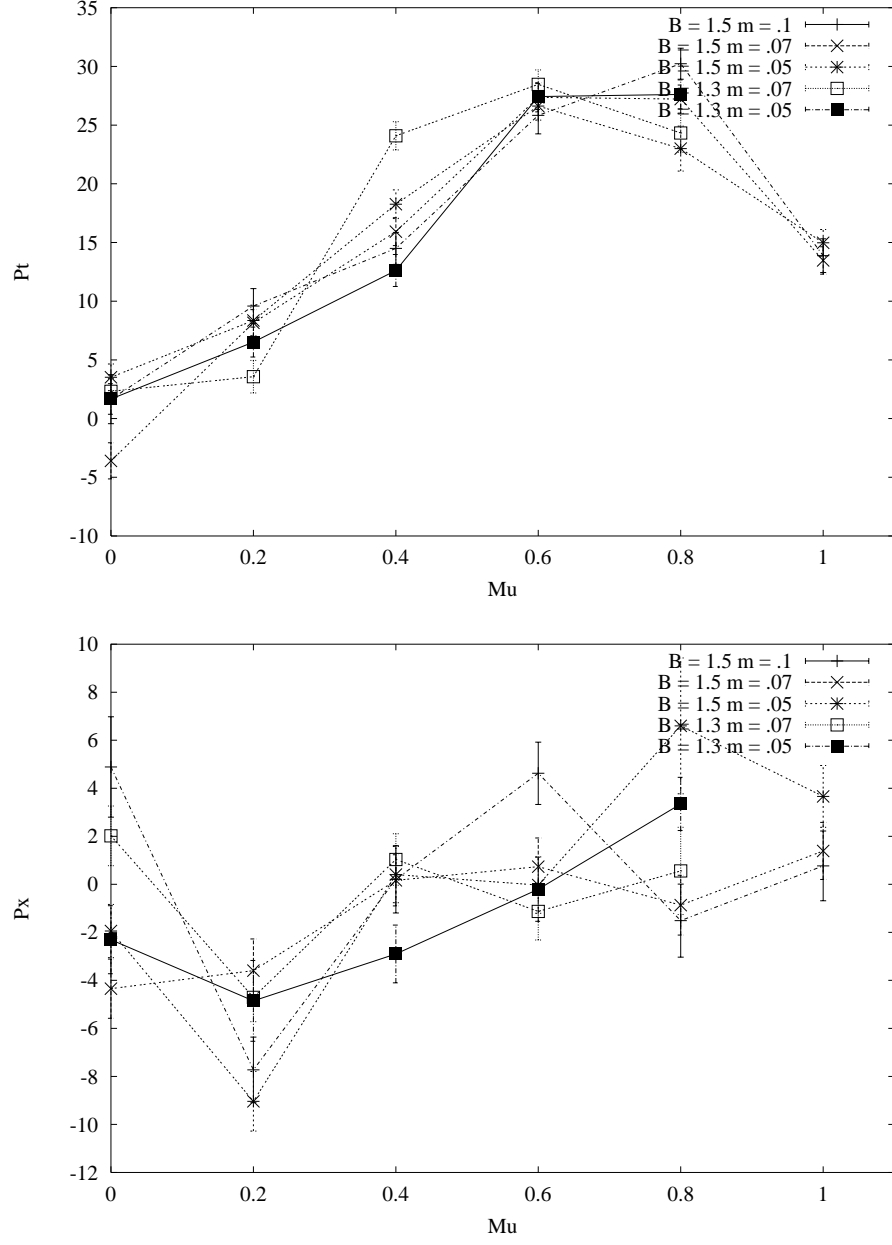 35
30
25
20
15
10
5
0
-5
-10
Pt
0 0.2 0.4 0.6 0.8 1
Mu
B = 1.5 m = .1
B = 1.5 m = .07
B = 1.5 m = .05
B = 1.3 m = .07
B = 1.3 m = .05
10
8
6
4
2
0
-2
-4
-6
-8
-10
-12
Px
0 0.2 0.4 0.6 0.8 1
Mu
B = 1.5 m = .1
B = 1.5 m = .07
B = 1.5 m = .05
B = 1.3 m = .07
B = 1.3 m = .05